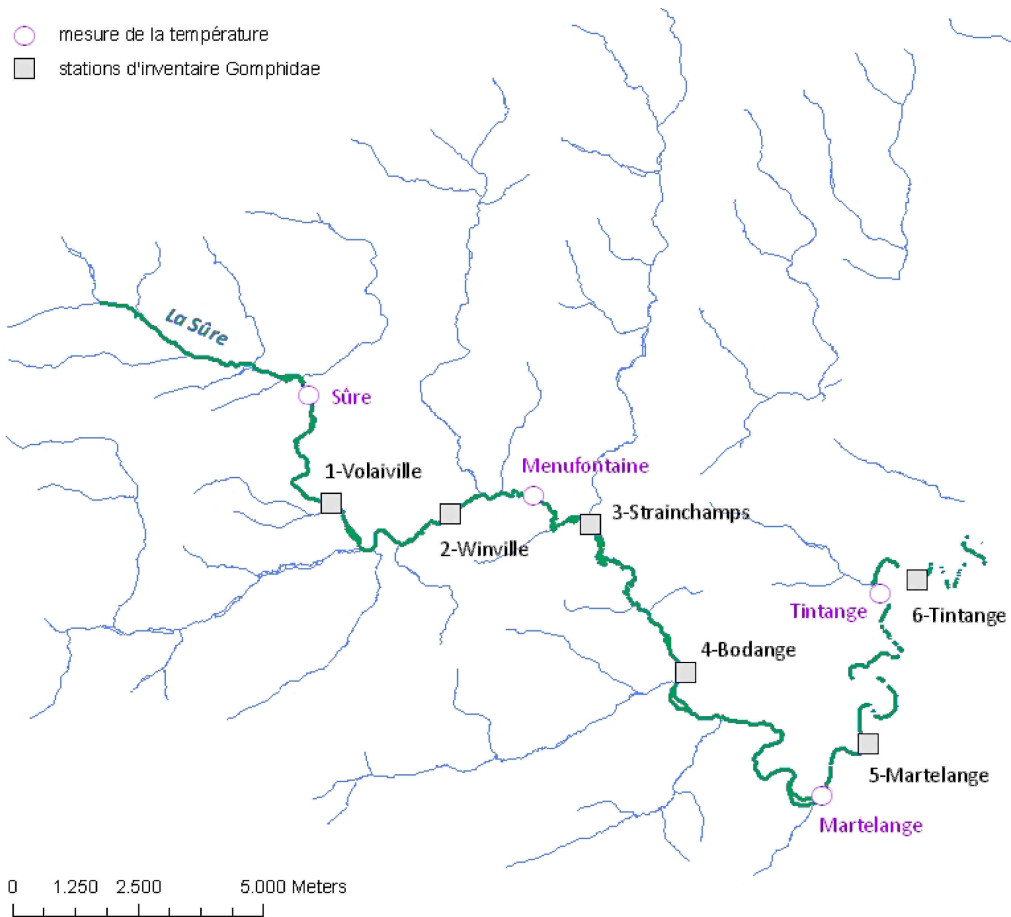 mesure de la température
stations d'inventaire Gomphidae
La Sûre
Sûre
1-Volaiville
Menufontaine
2-Winville
3-Strainchamps
Tintange
6-Tintange
4-Bodange
5-Martelange
Martelange
0 1.250 2.500 5.000 Meters